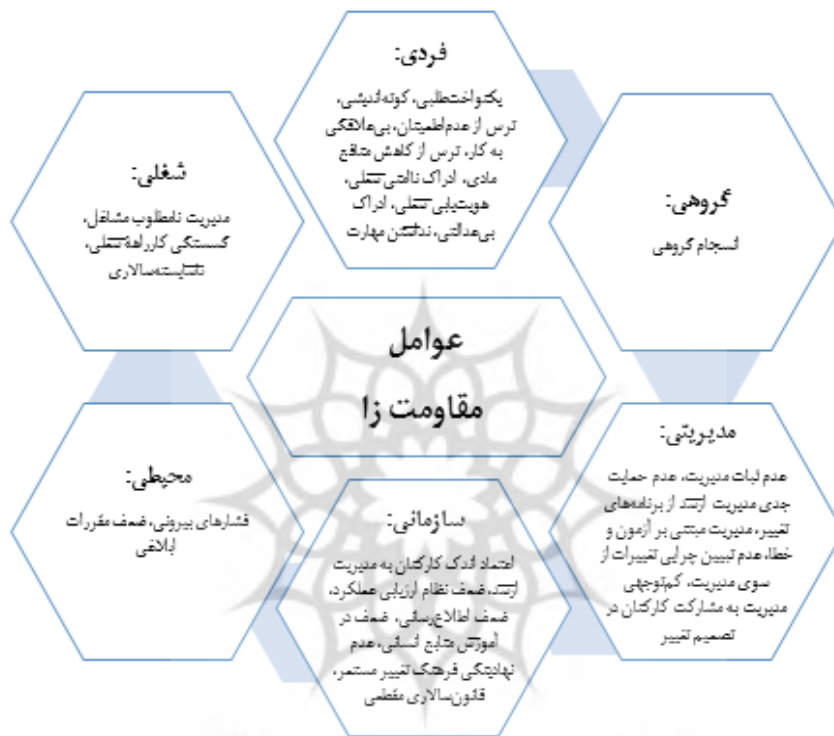 فردی:
یکنواخت‌طلبی، کوته‌اندیشی،
ترس از عدم‌اطمینان، بی‌علاقگی
به کار، ترس از کاهش منافع
مادی، ادراک ناامنی شغلی،
هویت‌یابی شغلی، ادراک
بی‌عدالتی، نداشتن مهارت
گروهی:
انسجام گروهی
مدیریتی:
عدم ثبات مدیریت، عدم حمایت
جدی مدیریت ارشد از برنامه‌های
تغییر، مدیریت مبتنی بر آزمون و
خطا، عدم تبیین چرایی تغییرات از
سوی مدیریت، کم‌توجهی
مدیریت به مشارکت کارکنان در
تصمیم تغییر
سازمانی:
اعتماد اندک کارکنان به مدیریت
ارشد، ضعف نظام ارزیابی عملکرد،
ضعف اطلاع‌رسانی، ضعف در
آموزش منابع انسانی، عدم
نهادینگی فرهنگ تغییر مستمر،
قانون‌سالاری مقطعی
محیطی:
فشارهای بیرونی، ضعف مقررات
ابلاغی
شغلی:
مدیریت نامطلوب مشاغل،
گسستگی کارراههٔ شغلی،
ناشایسته‌سالاری
عوامل
مقاومت زا